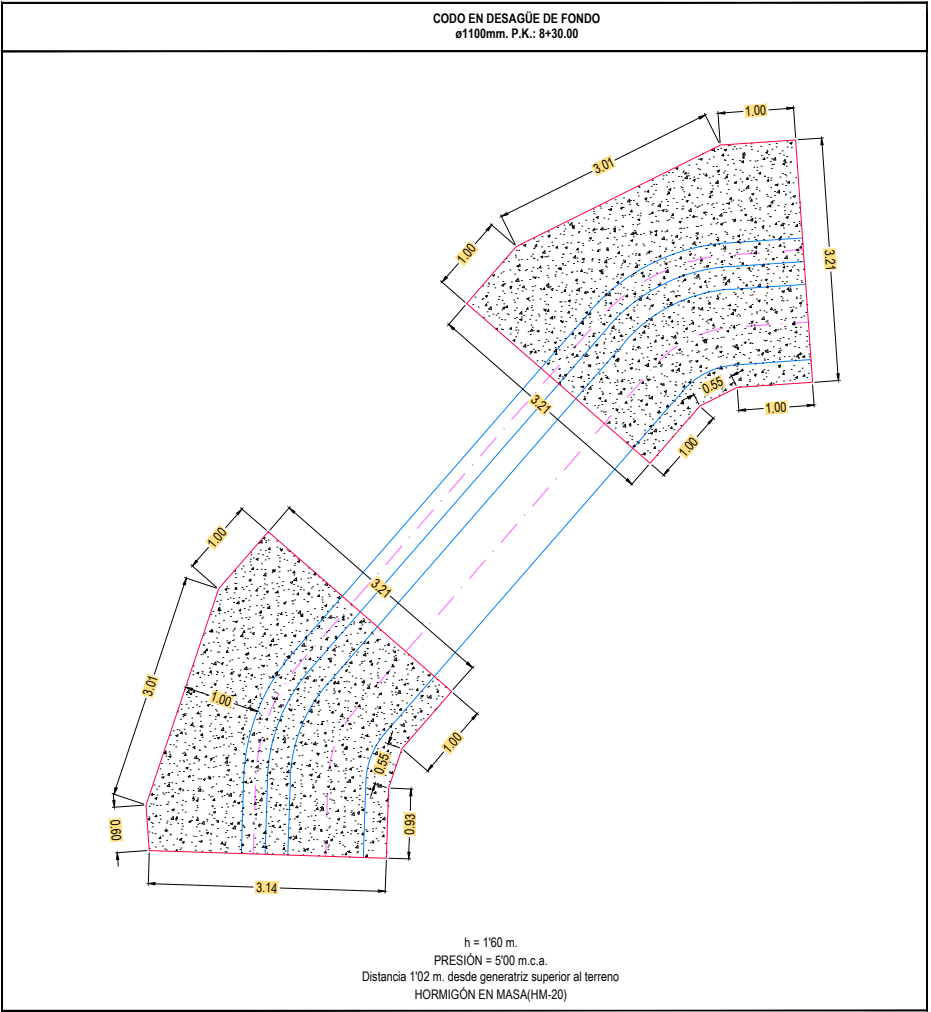 CODO EN DESAGÜE DE FONDO
ø1100mm. P.K.: 8+30.00
1.00
3.01
1.00
3.21
3.21
0.55
1.00
1.00
1.00
3.21
3.01
1.00
1.00
0.55
0.60
0.93
3.14
h = 1'60 m.
PRESIÓN = 5'00 m.c.a.
Distancia 1'02 m. desde generatriz superior al terreno
HORMIGÓN EN MASA(HM-20)